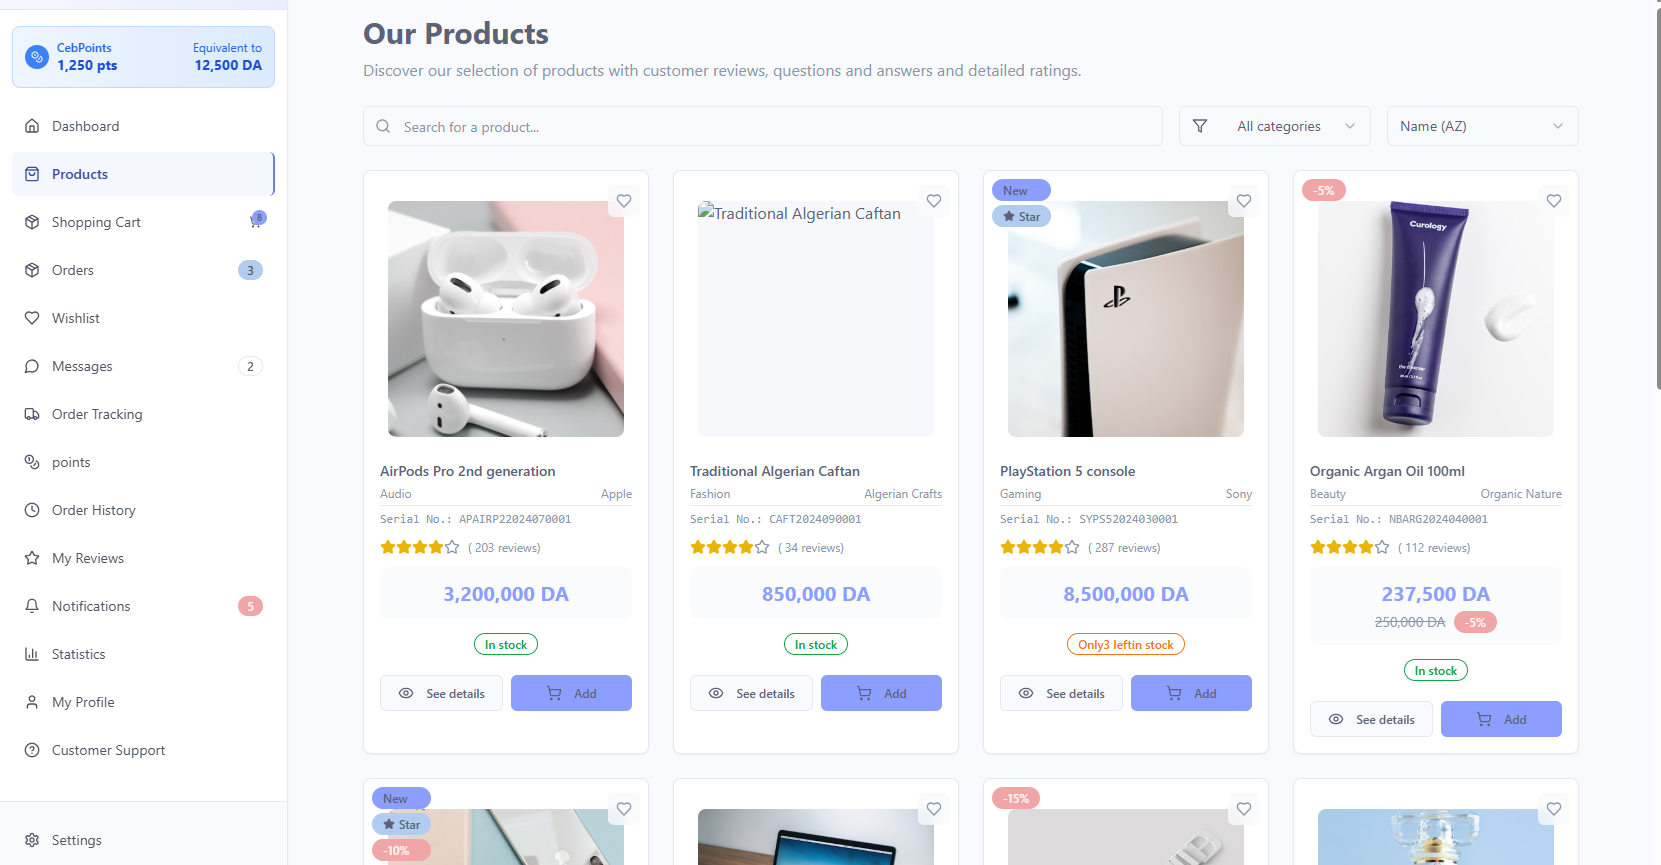 CebPoints
1,250 pts
Equivalent to
12,500 DA
Dashboard
Products
Shopping Cart
8
Orders
3
Wishlist
Messages
2
Order Tracking
points
Order History
My Reviews
Notifications
5
Statistics
My Profile
Customer Support
Settings
Our Products
Discover our selection of products with customer reviews, questions and answers and detailed ratings.
Search for a product...
All categories
Name (AZ)
AirPods Pro 2nd generation
Audio
Apple
Serial No.: APAIRP22024070001
( 203 reviews)
3,200,000 DA
In stock
See details
Add
Traditional Algerian Caftan
Traditional Algerian Caftan
Fashion
Algerian Crafts
Serial No.: CAFT2024090001
( 34 reviews)
850,000 DA
In stock
See details
Add
New
Star
PlayStation 5 console
Gaming
Sony
Serial No.: SYPS52024030001
( 287 reviews)
8,500,000 DA
Only3 leftin stock
See details
Add
-5%
Curology
Organic Argan Oil 100ml
Beauty
Organic Nature
Serial No.: NBARG2024040001
( 112 reviews)
237,500 DA
250,000 DA
-5%
In stock
See details
Add
New
Star
-10%
-15%